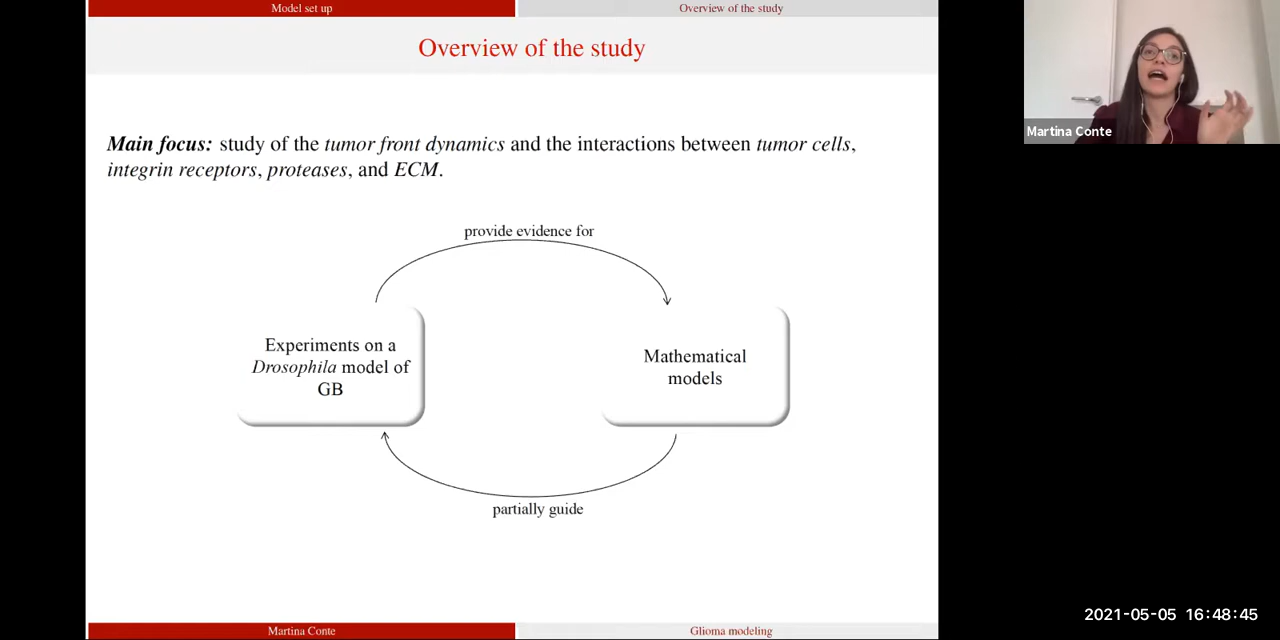 Model set up
Overview of the study
Overview of the study
Main focus: study of the tumor front dynamics and the interactions between tumor cells,
integrin receptors, proteases, and ECM.
provide evidence for
Experiments on a
Drosophila model of
GB
Mathematical
models
partially guide
Martina Conte
Glioma modeling
Martina Conte
2021-05-05 16:48:45